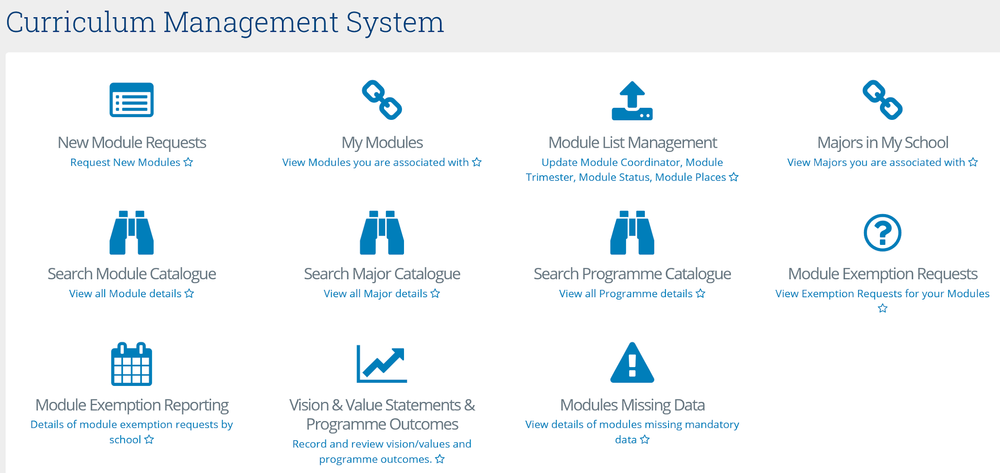 Curriculum Management System
New Module Requests
Request New Modules
My Modules
View Modules you are associated with
Module List Management
Update Module Coordinator, Module
Trimester, Module Status, Module Places
Majors in My School
View Majors you are associated with
Search Module Catalogue
View all Module details
Search Major Catalogue
View all Major details
Search Programme Catalogue
View all Programme details
Module Exemption Requests
View Exemption Requests for your Modules
Module Exemption Reporting
Details of module exemption requests by
school
Vision & Value Statements &
Programme Outcomes
Record and review vision/values and
programme outcomes.
Modules Missing Data
View details of modules missing mandatory
data